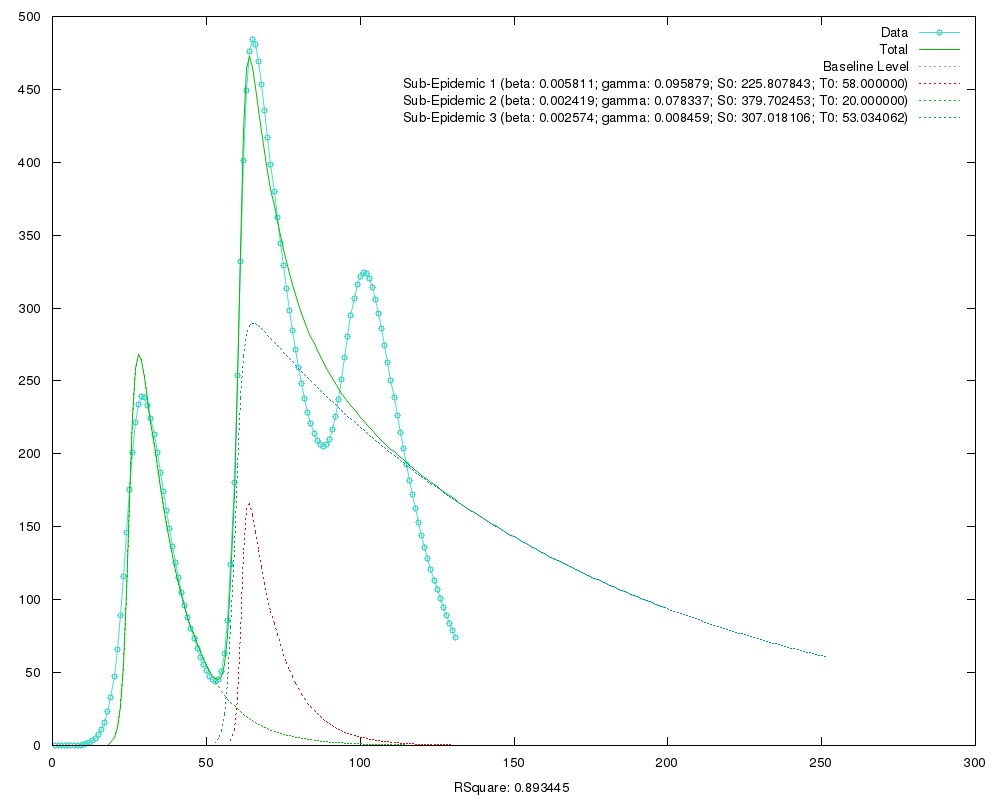 500
450
400
350
300
250
200
150
100
50
0
Data
Total
Baseline Level
Sub-Epidemic 1 (beta: 0.005811; gamma: 0.095879; S0: 225.807843; T0: 58.000000)
Sub-Epidemic 2 (beta: 0.002419; gamma: 0.078337; S0: 379.702453; T0: 20.000000)
Sub-Epidemic 3 (beta: 0.002574; gamma: 0.008459; S0: 307.018106; T0: 53.034062)
0 50 100 150 200 250 300
RSquare: 0.893445